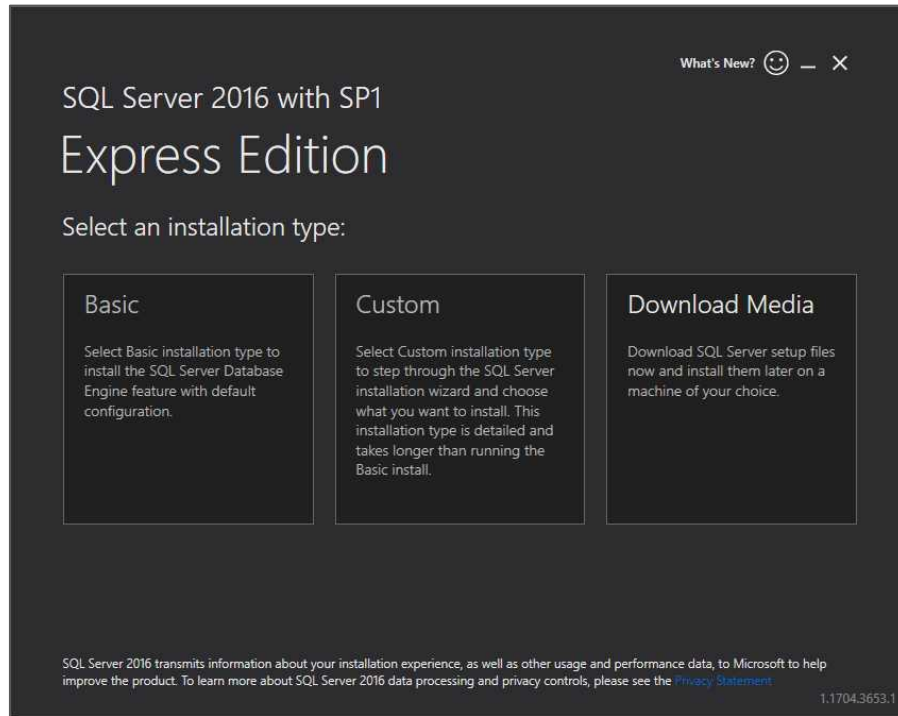 What's New?
SQL Server 2016 with SP1
Express Edition
Select an installation type:
Basic
Select Basic installation type to
install the SQL Server Database
Engine feature with default
configuration.
Custom
Select Custom installation type
to step through the SQL Server
installation wizard and choose
what you want to install. This
installation type is detailed and
takes longer than running the
Basic install.
Download Media
Download SQL Server setup files
now and install them later on a
machine of your choice.
SQL Server 2016 transmits information about your installation experience, as well as other usage and performance data, to Microsoft to help
improve the product. To learn more about SQL Server 2016 data processing and privacy controls, please see the Privacy Statement
1.1704.3653.1